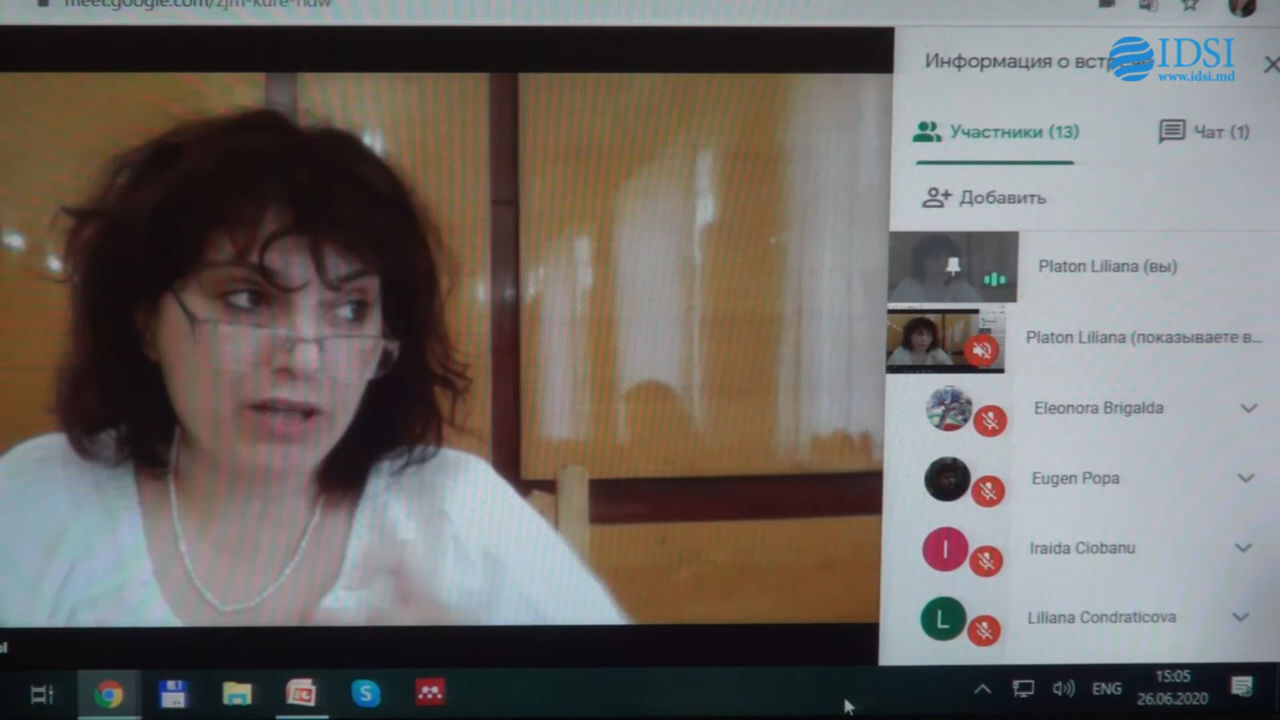 meet.google.com/zjm-kure-ndw
IDSI
www.idsi.md
Информация о вст
Участники (13)
Чат (1)
Добавить
Platon Liliana (вы)
Platon Liliana (показываете в...
Eleonora Brigalda
Eugen Popa
I
Iraida Ciobanu
L
Liliana Condraticova
ENG
15:05
26.06.2020